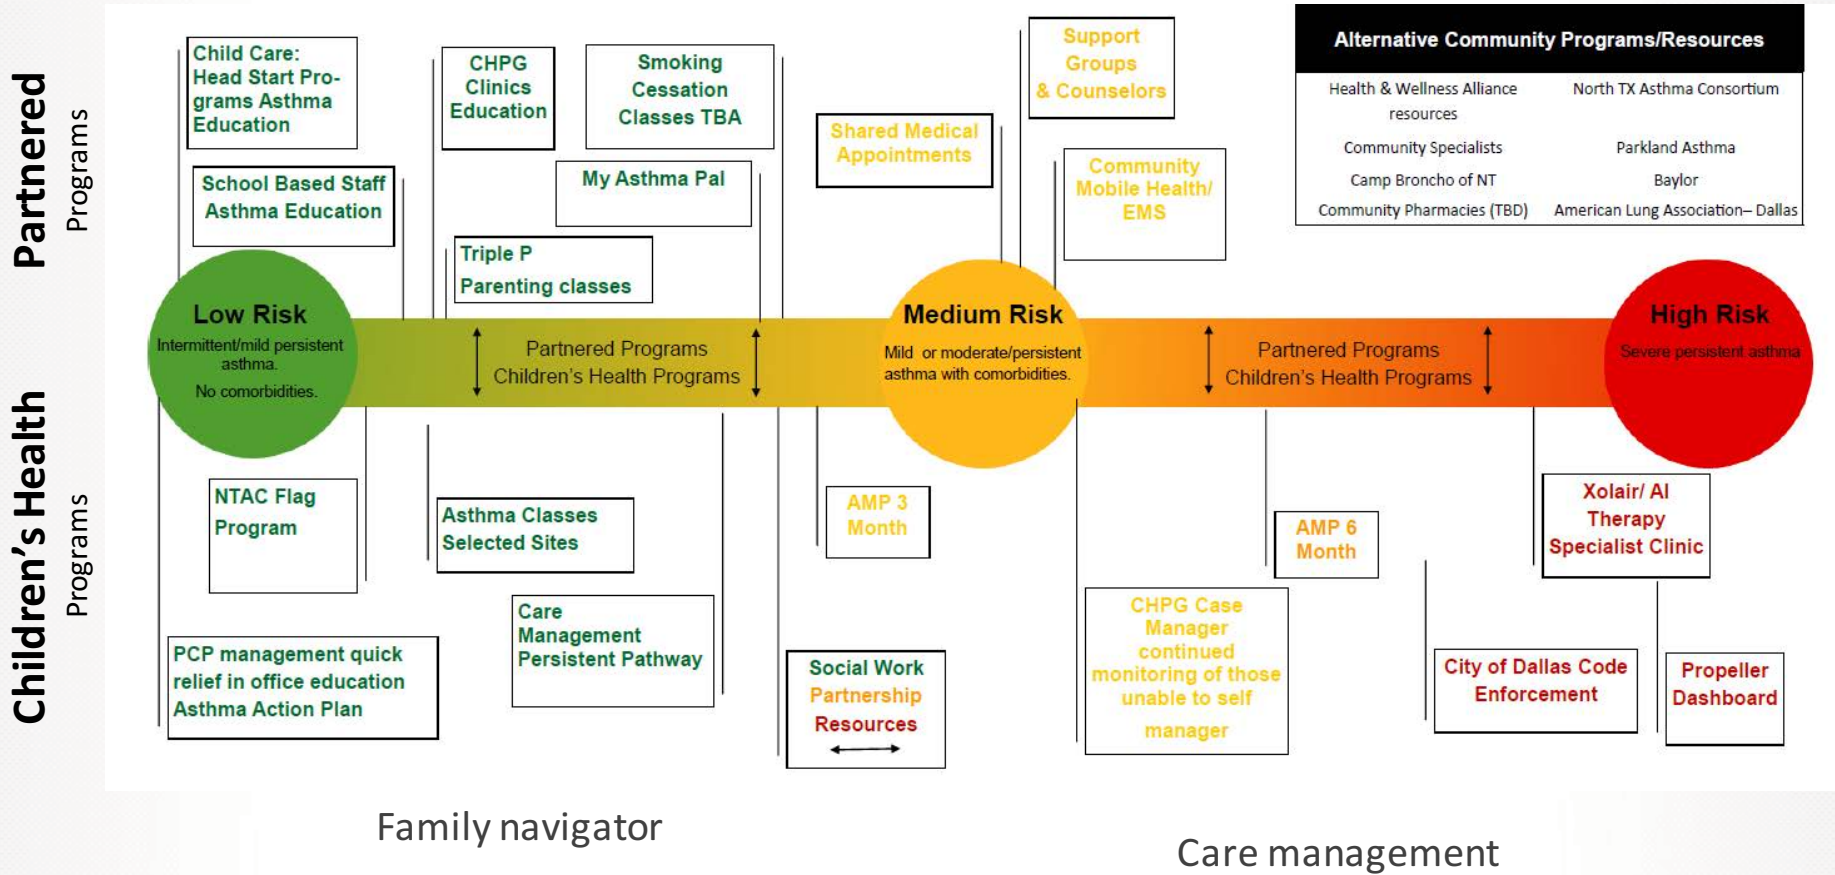 Partnered
Programs
Child Care:
Head Start Pro-
grams Asthma
Education
School Based Staff
Asthma Education
CHPG
Clinics
Education
Smoking
Cessation
Classes TBA
My Asthma Pal
Triple P
Parenting classes
Shared Medical
Appointments
Support
Groups
& Counselors
Community
Mobile Health/
EMS
Alternative Community Programs/Resources
Health & Wellness Alliance
resources
North TX Asthma Consortium
Community Specialists
Parkland Asthma
Camp Broncho of NT
Baylor
Community Pharmacies (TBD)
American Lung Association– Dallas
Low Risk
Intermittent/mild persistent
asthma.
No comorbidities.
Partnered Programs
Children's Health Programs
Medium Risk
Mild or moderate/persistent
asthma with comorbidities.
Partnered Programs
Children's Health Programs
High Risk
Severe persistent asthma
Children's Health
Programs
NTAC Flag
Program
PCP management quick
relief in office education
Asthma Action Plan
Asthma Classes
Selected Sites
Care
Management
Persistent Pathway
AMP 3
Month
Social Work
Partnership
Resources
CHPG Case
Manager
continued
monitoring of those
unable to self
manager
AMP 6
Month
Xolair/ AI
Therapy
Specialist Clinic
City of Dallas Code
Enforcement
Propeller
Dashboard
Family navigator
Care management